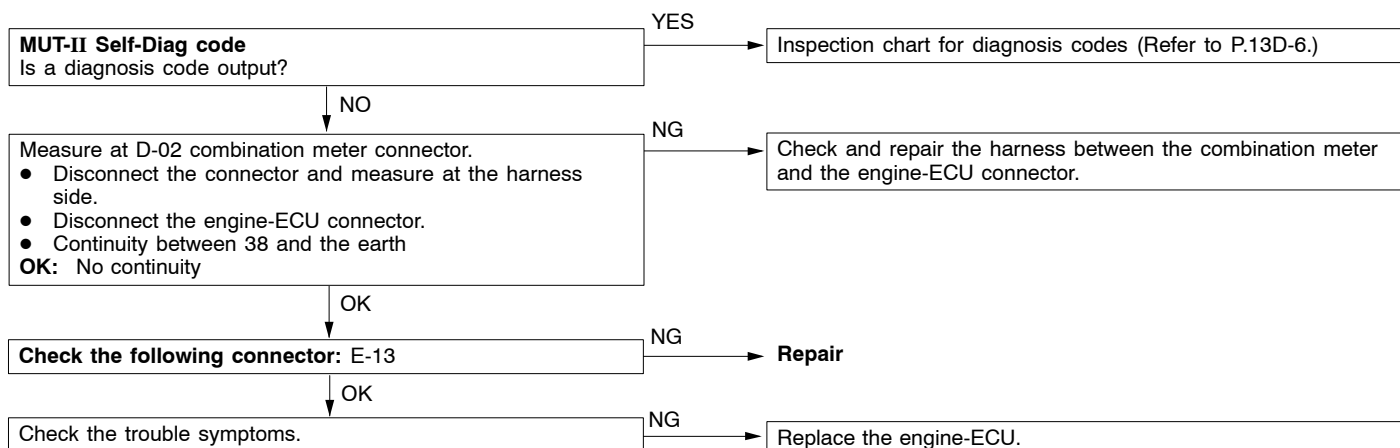 MUT-II Self-Diag code
Is a diagnosis code output?
YES
Inspection chart for diagnosis codes (Refer to P.13D-6.)
NO
Measure at D-02 combination meter connector.
● Disconnect the connector and measure at the harness
side.
● Disconnect the engine-ECU connector.
● Continuity between 38 and the earth
OK: No continuity
NG
Check and repair the harness between the combination meter
and the engine-ECU connector.
OK
Check the following connector: E-13
NG
Repair
OK
Check the trouble symptoms.
NG
Replace the engine-ECU.